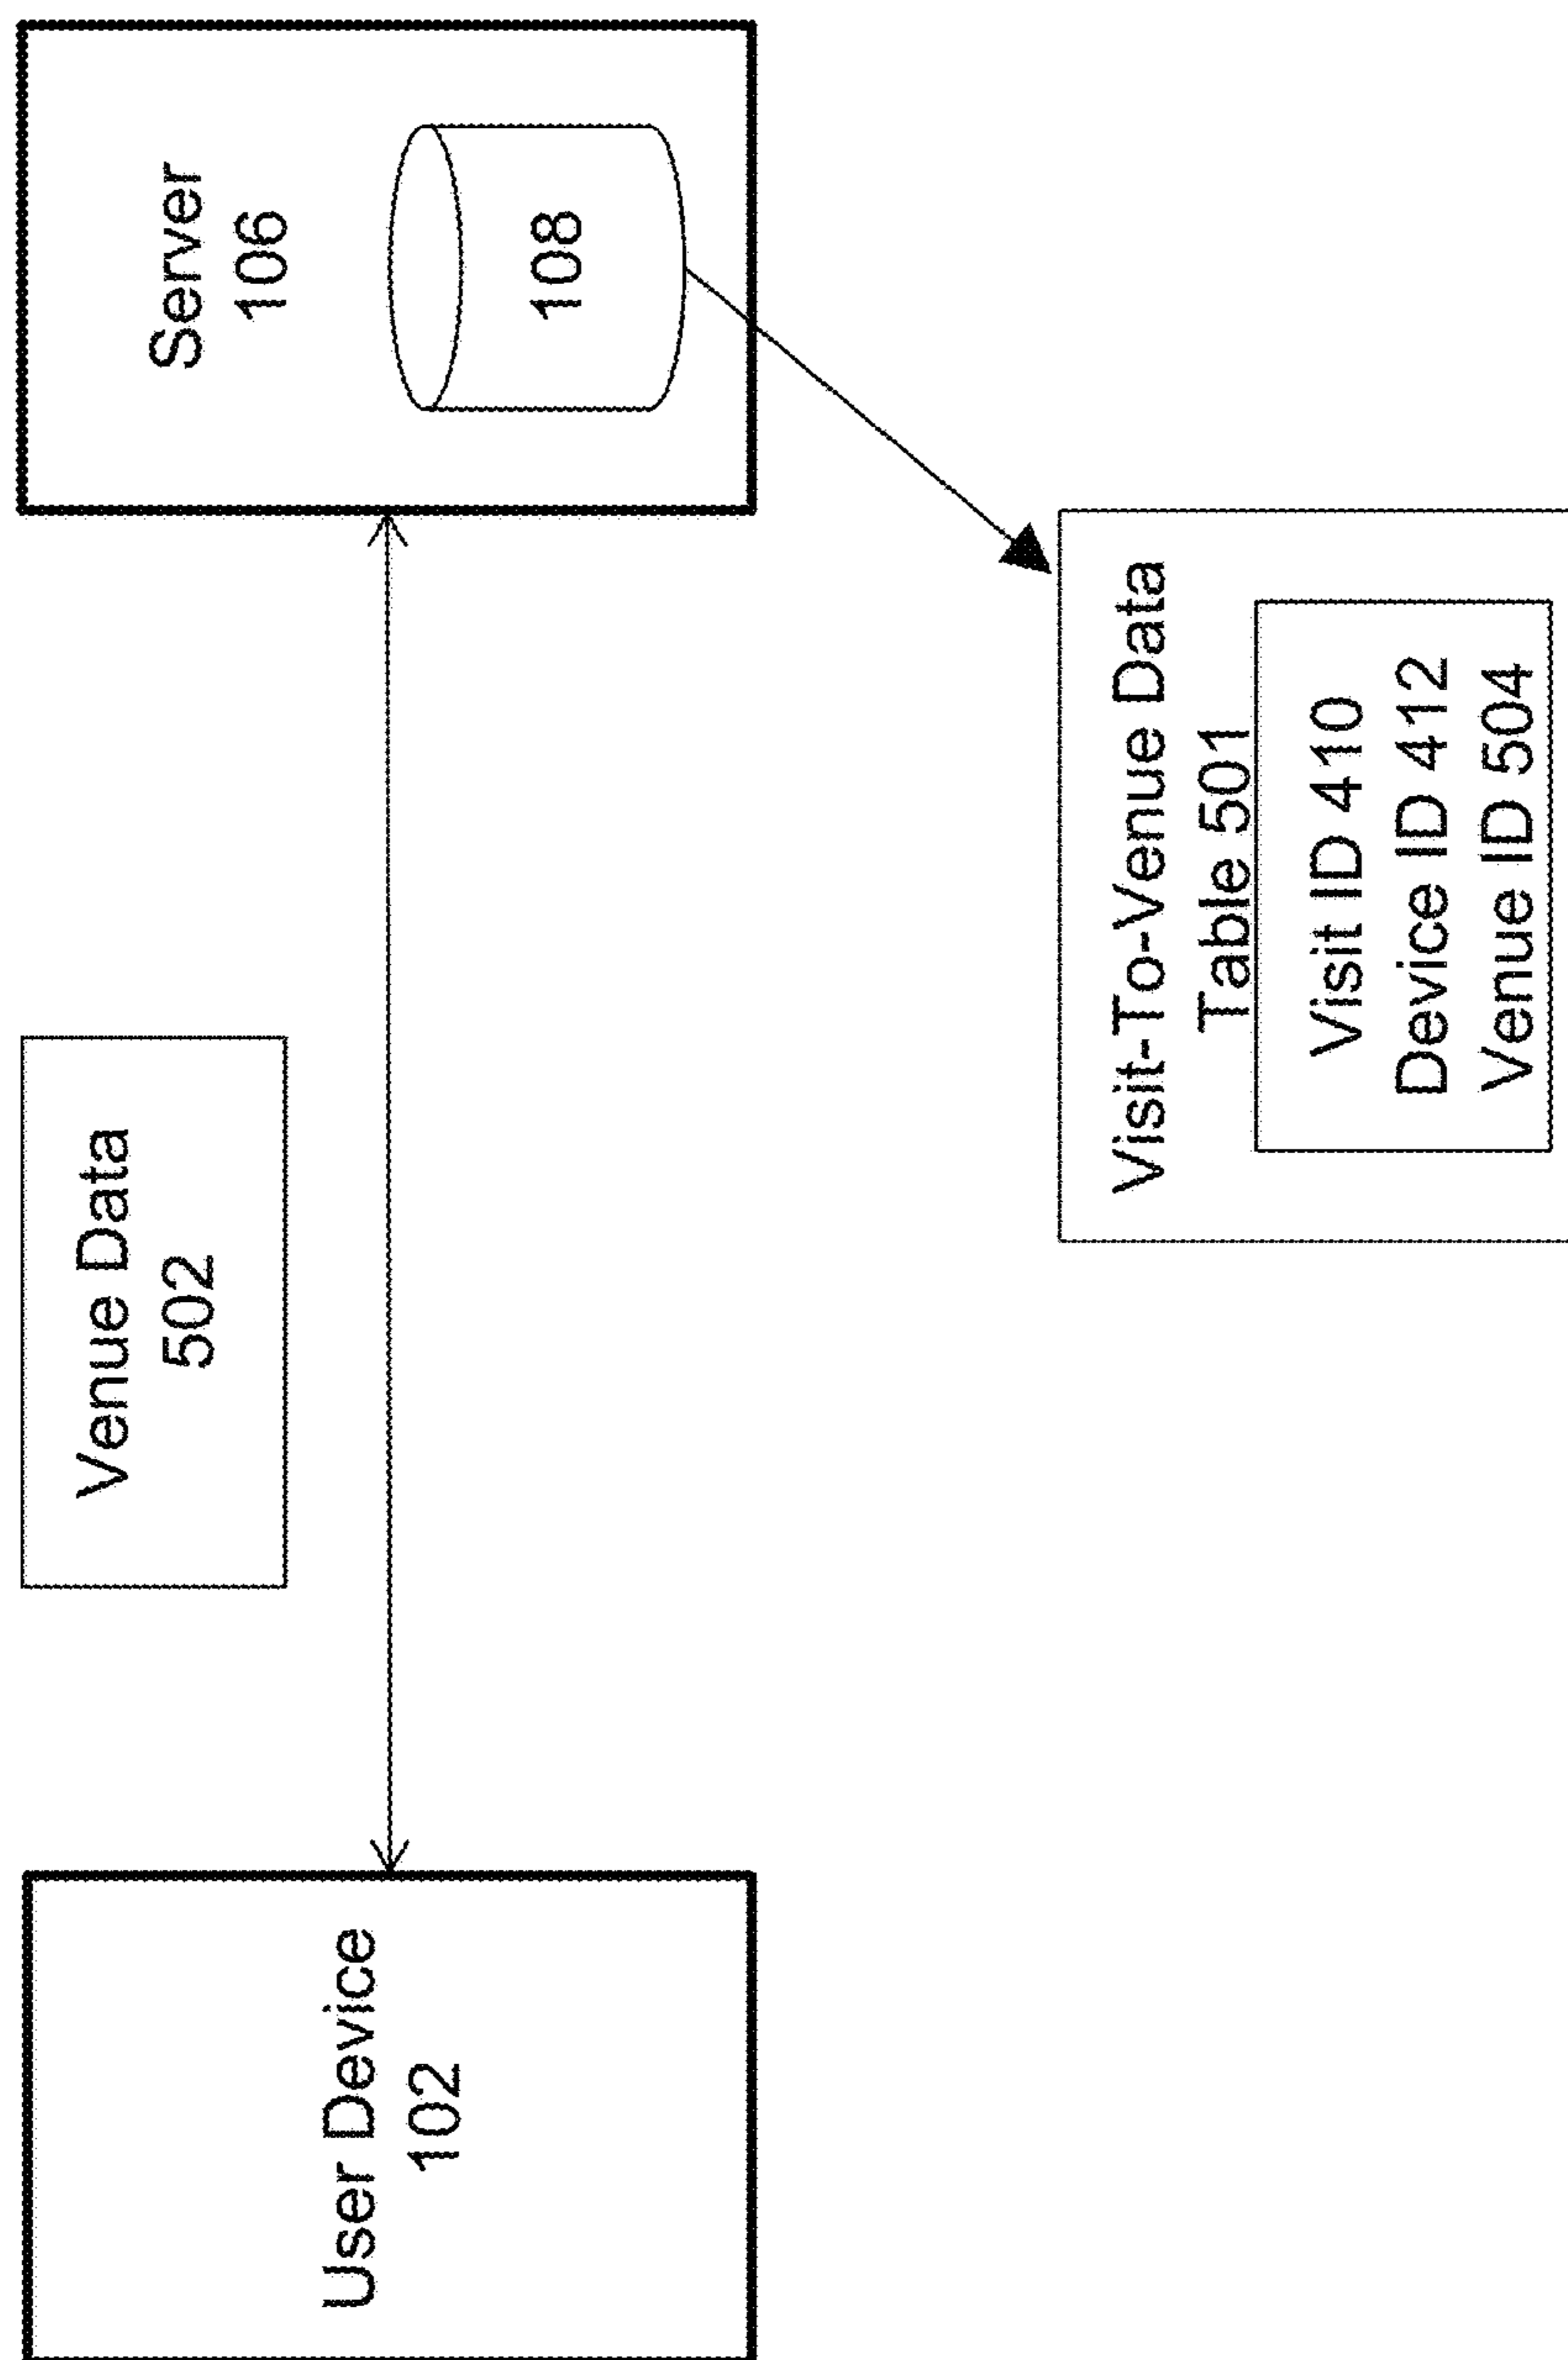 User Device
102
Venue Data
502
Server
106
108
Visit-To-Venue Data
Table 501
Visit ID 410
Device ID 412
Venue ID 504